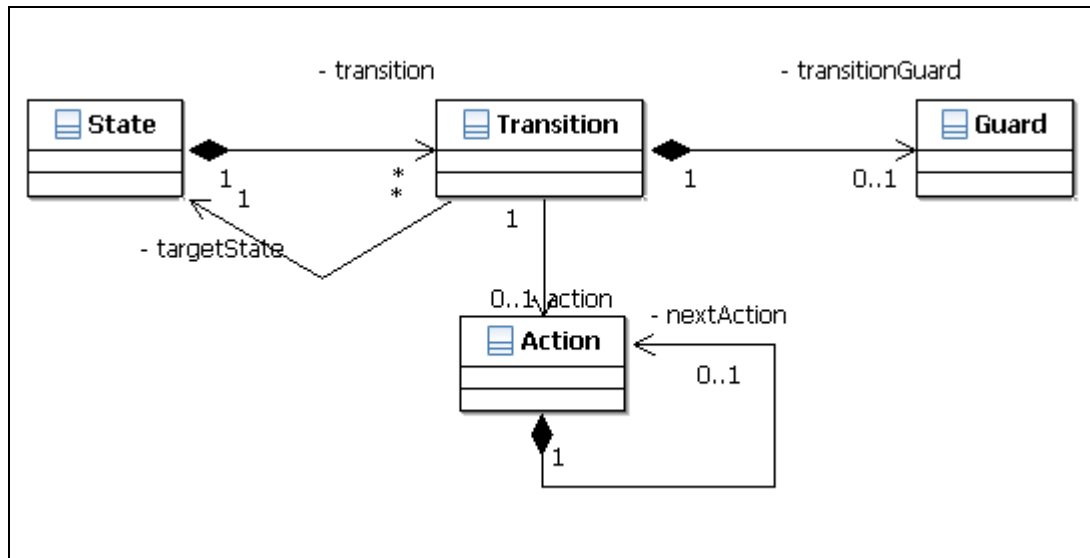 - transition
- transitionGuard
State
Transition
Guard
1
*
1
0..1
1
*
1
- targetState
0..1
- action
- nextAction
Action
0..1
1